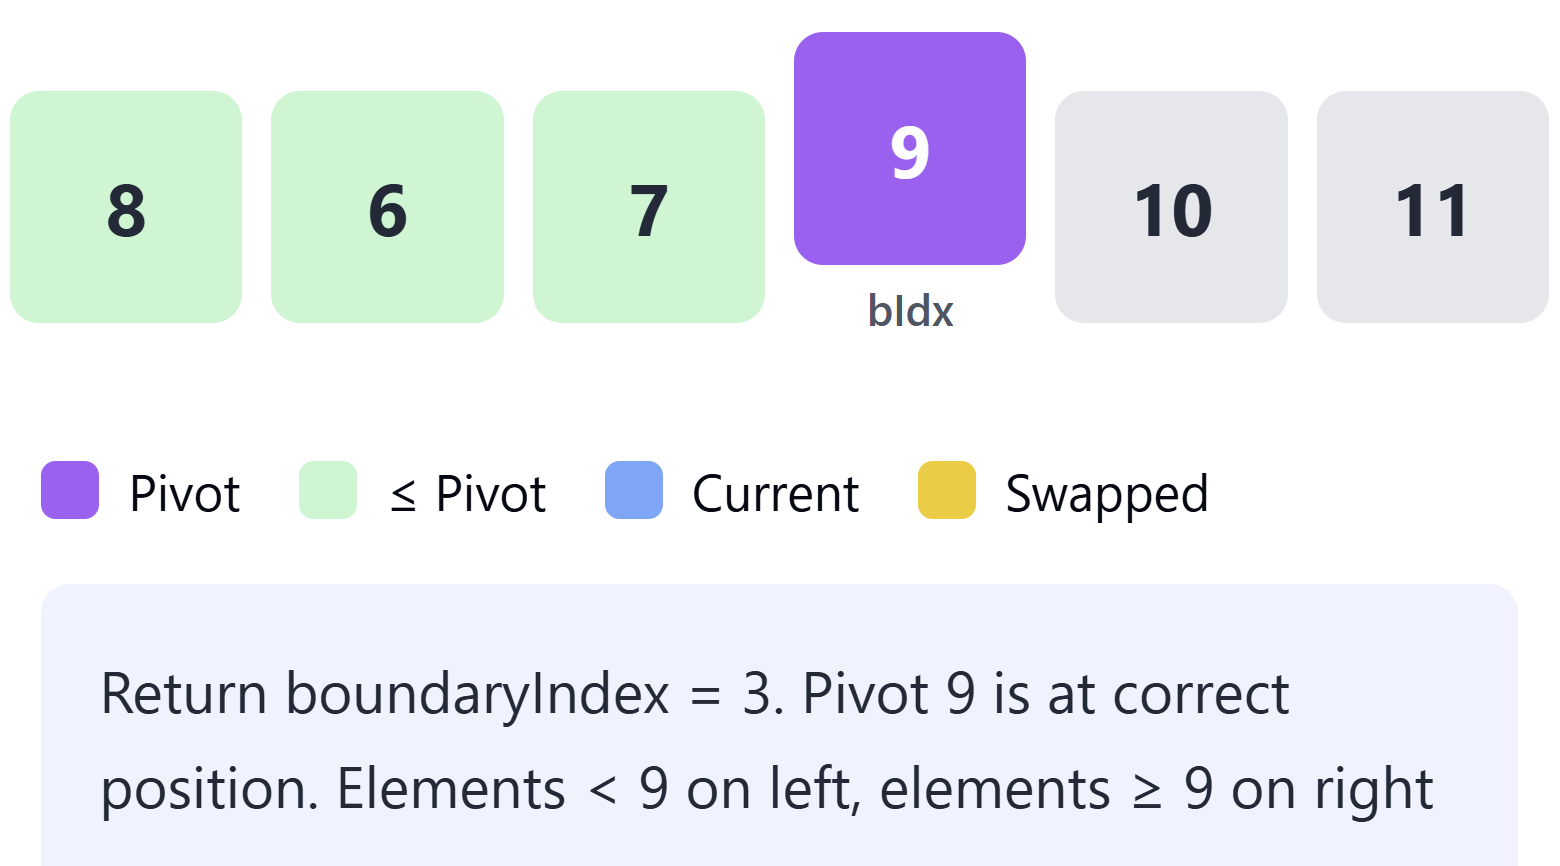 8 6 7 9 10 11
bIdx
Pivot ≤ Pivot Current Swapped
Return boundaryIndex = 3. Pivot 9 is at correct
position. Elements < 9 on left, elements ≥ 9 on right